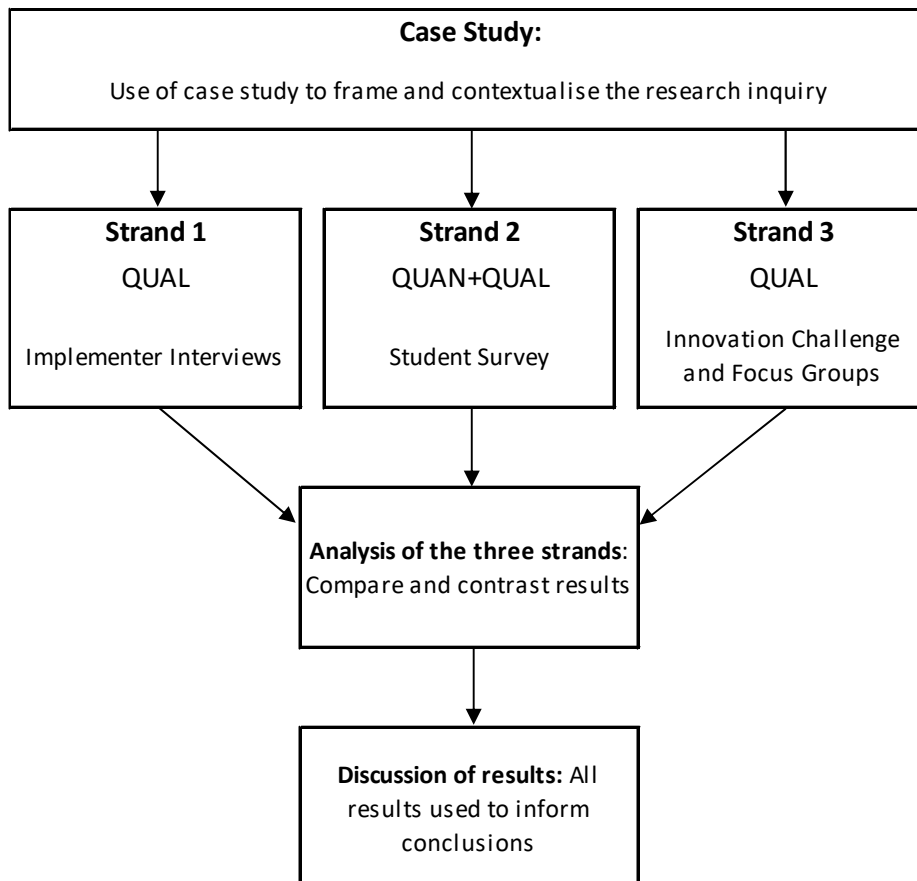 Case Study:
Use of case study to frame and contextualise the research inquiry
Strand 1
QUAL
Implementer Interviews
Strand 2
QUAN+QUAL
Student Survey
Strand 3
QUAL
Innovation Challenge
and Focus Groups
Analysis of the three strands:
Compare and contrast results
Discussion of results: All
results used to inform
conclusions